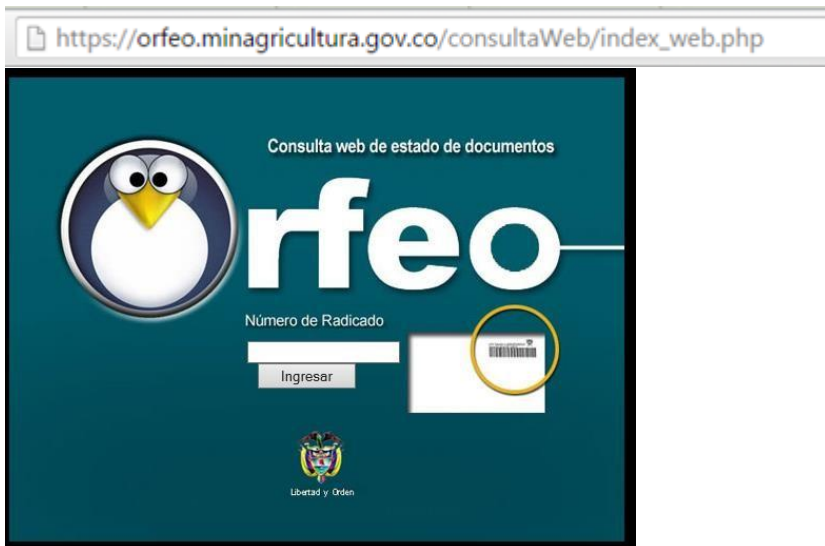 https://orfeo.minagricultura.gov.co/consultaWeb/index_web.php
Consulta web de estado de documentos
Orfeo
Número de Radicado
Ingresar
Libertad y Orden